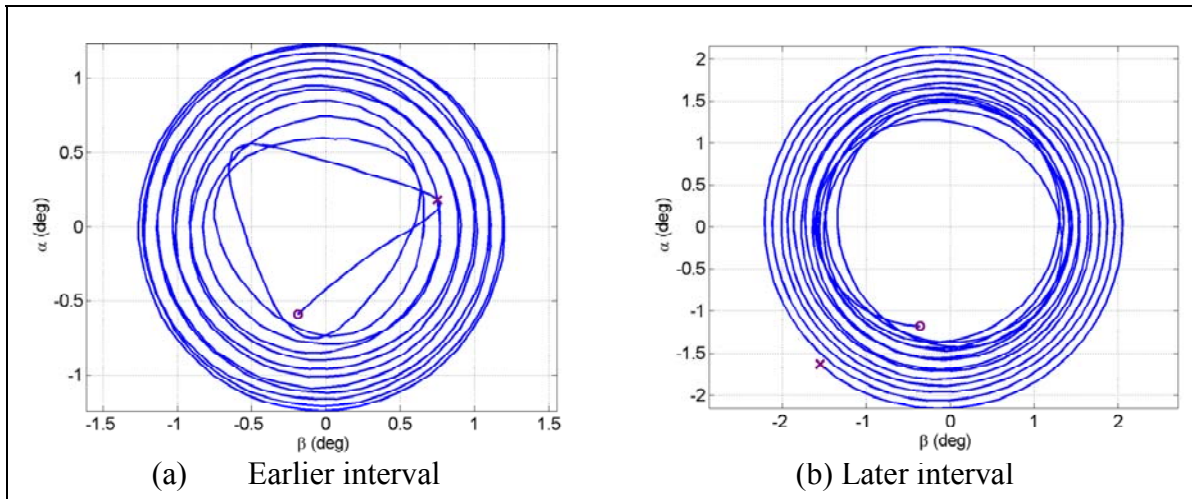 1
0.5
0
-0.5
-1
α (deg)
-1.5 -1 -0.5 0 0.5 1 1.5
β (deg)
(a) Earlier interval
2
1.5
1
0.5
0
-0.5
-1
-1.5
-2
α (deg)
-2 -1 0 1 2
β (deg)
(b) Later interval